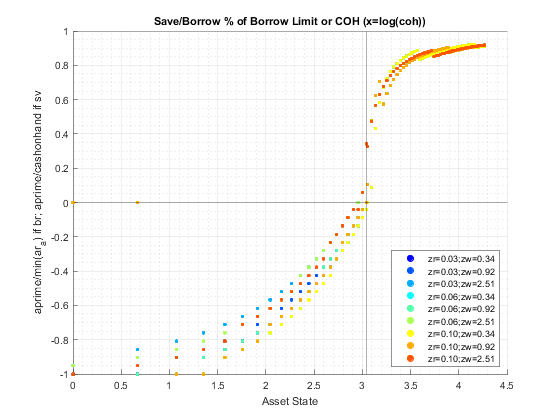 Save/Borrow % of Borrow Limit or COH (x=log(coh))
aprime/min(ar_a) if br; aprime/cashonhand if sv
1
0.8
0.6
0.4
0.2
0
-0.2
-0.4
-0.6
-0.8
-1
0 0.5 1 1.5 2 2.5 3 3.5 4 4.5
Asset State
zr=0.03;zw=0.34
zr=0.03;zw=0.92
zr=0.03;zw=2.51
zr=0.06;zw=0.34
zr=0.06;zw=0.92
zr=0.06;zw=2.51
zr=0.10;zw=0.34
zr=0.10;zw=0.92
zr=0.10;zw=2.51